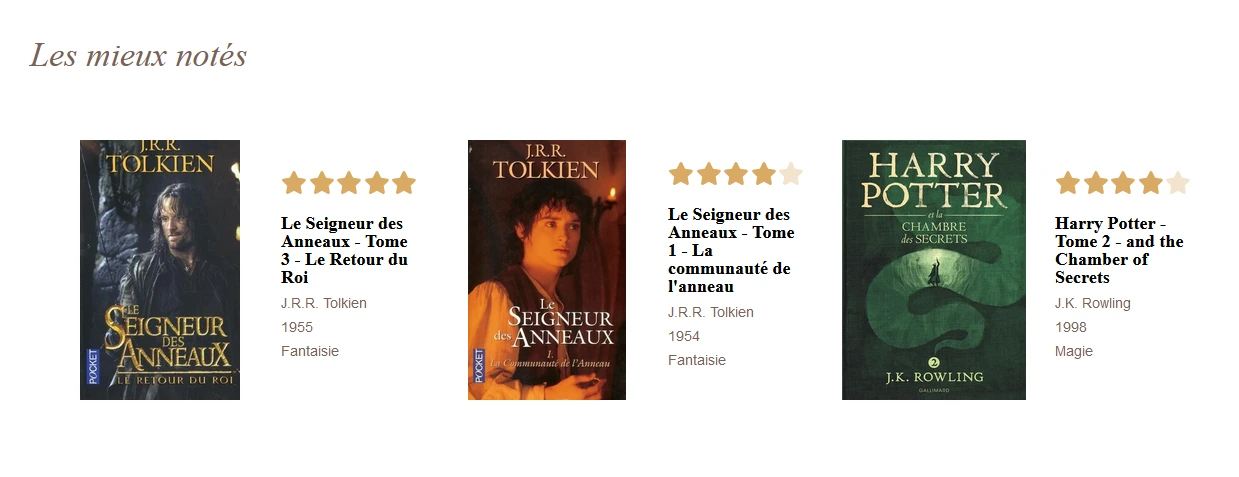 Les mieux notés
J.R.R.
TOLKIEN
LE
SEIGNEUR
DES
ANNEAUX
LE RETOUR DU ROI
POCKET
Le Seigneur des
Anneaux - Tome
3 - Le Retour du
Roi
J.R.R. Tolkien
1955
Fantaisie
J.R.R.
TOLKIEN
Le
SEIGNEUR
des ANNEAUX
I.
La Communauté de l'Anneau
POCKET
Le Seigneur des
Anneaux - Tome
1 - La
communauté de
l'anneau
J.R.R. Tolkien
1954
Fantaisie
HARRY
POTTER
et la
CHAMBRE
des SECRETS
2
J.K. ROWLING
GALLIMARD
Harry Potter -
Tome 2 - and the
Chamber of
Secrets
J.K. Rowling
1998
Magie